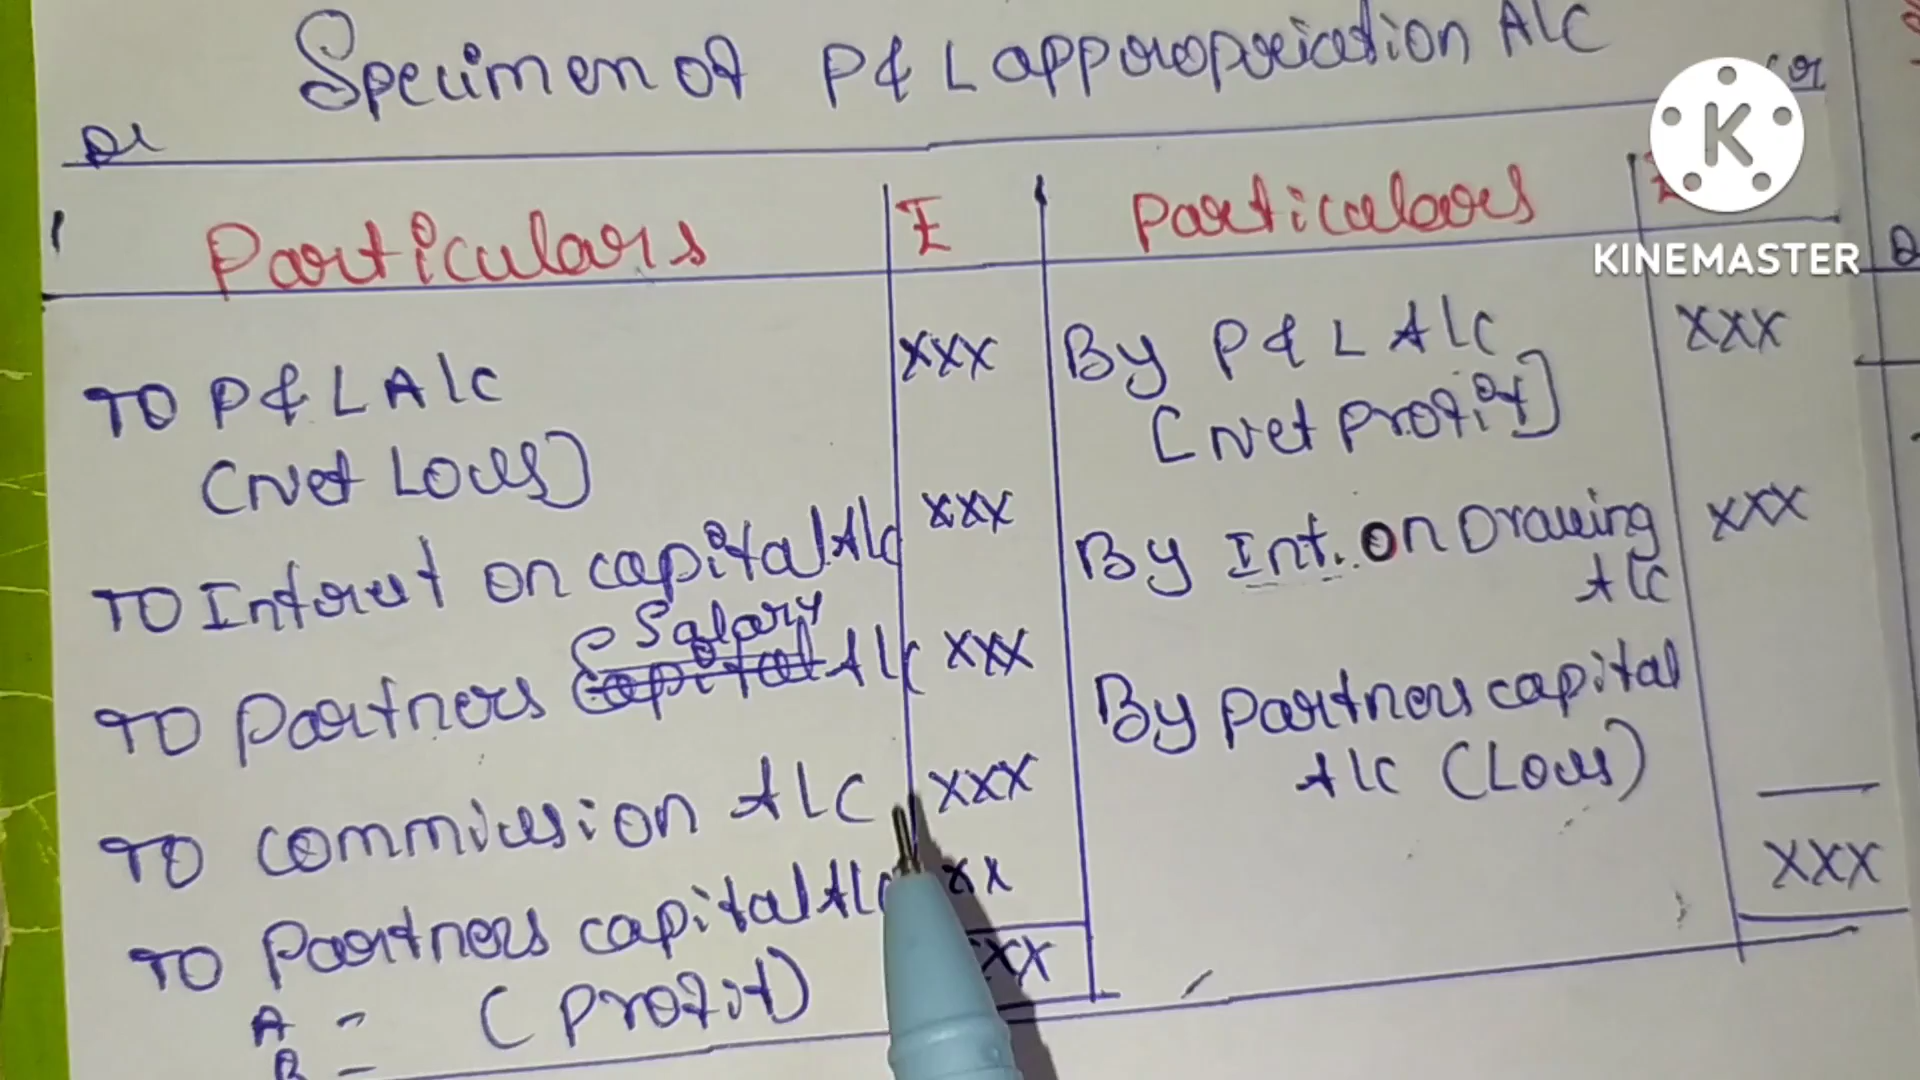 Specimen of P & L appropriation A/C
Dr
Cr
Particulars ₹ Particulars
To P & L A/C xxx By P & L A/C xxx
(Net Loss) [Net Profit]
To Interest on capital A/c xxx By Int. on Drawing xxx
A/c
Salary
To Partners capital A/c xxx By Partners capital
A/c (Loss)
To commission A/C xxx
To Partners capital A/c xx xxx
A - (Profit) xx
B -
K
KINEMASTER